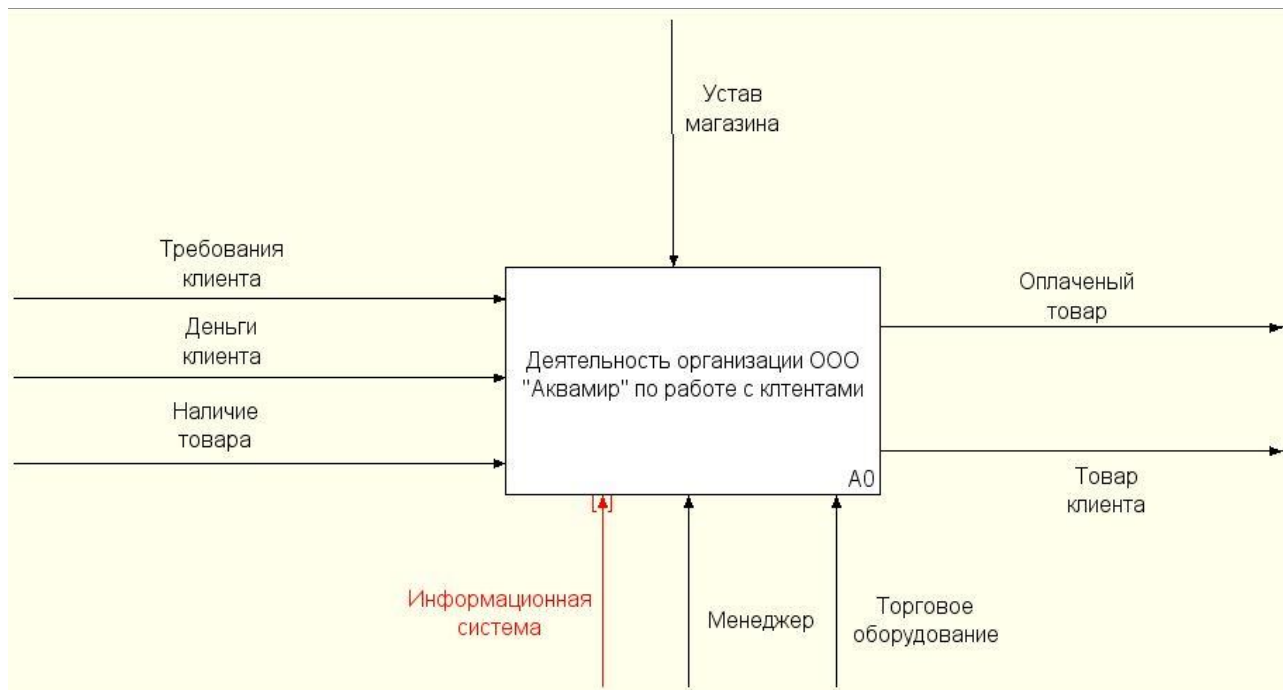 Устав
магазина
Требования
клиента
Деньги
клиента
Наличие
товара
Деятельность организации ООО
"Аквамир" по работе с клтентами
A0
Оплаченый
товар
Товар
клиента
Информационная
система
Менеджер
Торговое
оборудование